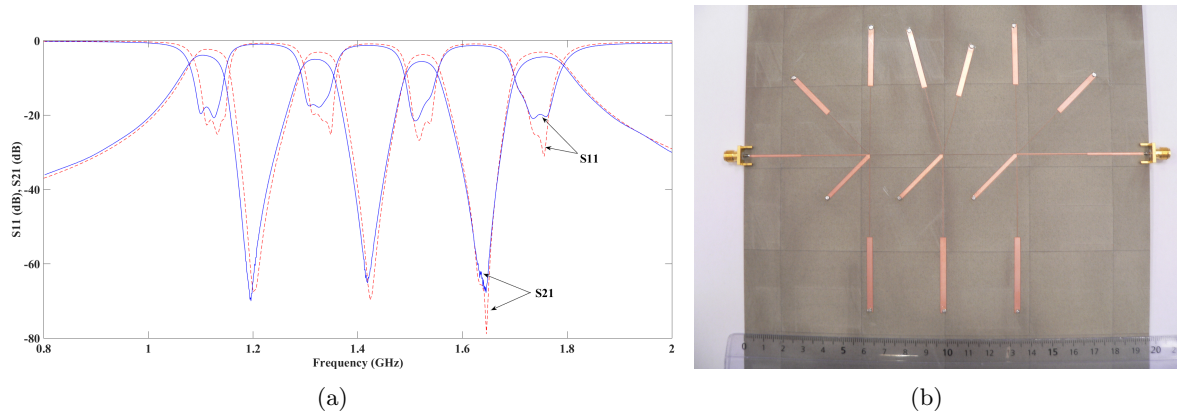 0
-20
-40
-60
-80
S11 (dB), S21 (dB)
S11
S21
0.8 1 1.2 1.4 1.6 1.8 2
Frequency (GHz)
(a)
0 1 2 3 4 5 6 7 8 9 10 11 12 13 14 15 16 17 18 19 20
(b)